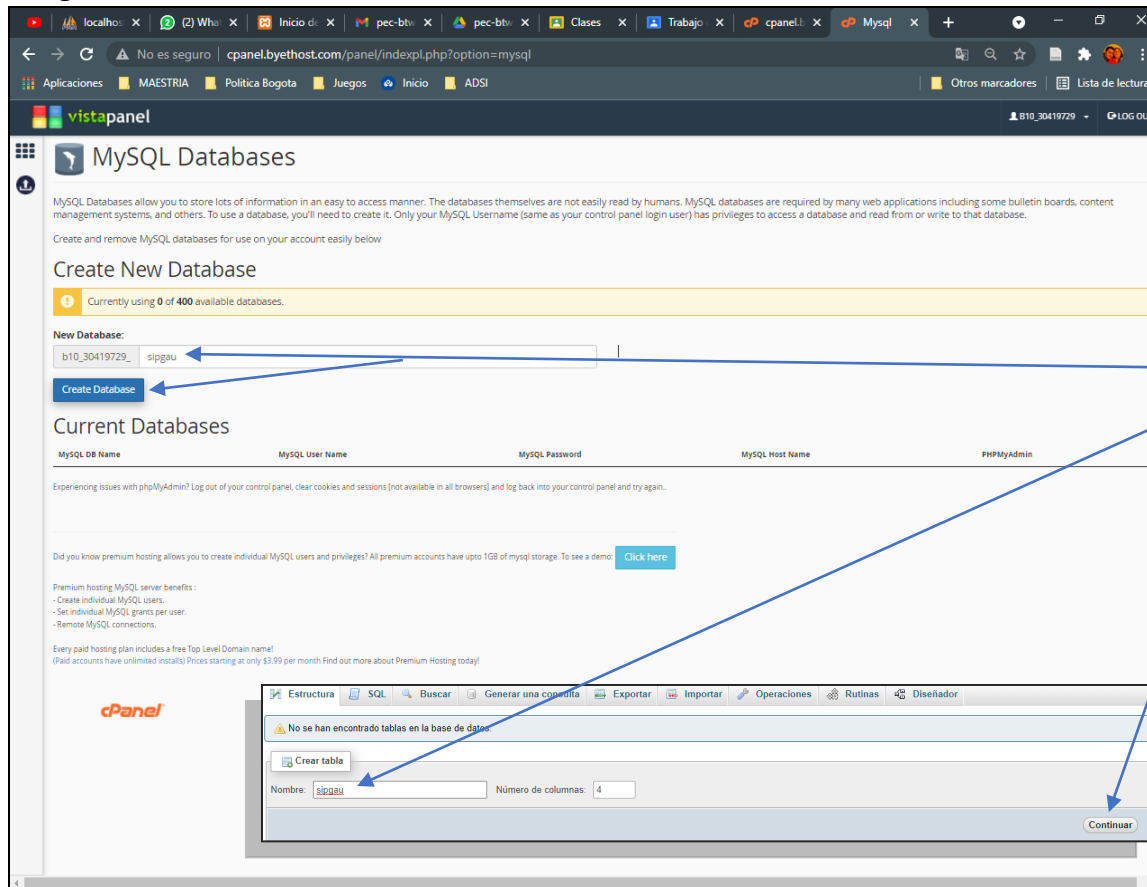 localhos
(2) What
Inicio de
pec-btw
pec-btw
Clases
Trabajo
cpanel.b
Mysql
No es seguro | cpanel.byethost.com/panel/indexpl.php?option=mysql
Aplicaciones MAESTRIA Politica Bogota Juegos Inicio ADSI Otros marcadores Lista de lectura
vistapanel B10_30419729 LOG OU
MySQL Databases
MySQL Databases allow you to store lots of information in an easy to access manner. The databases themselves are not easily read by humans. MySQL databases are required by many web applications including some bulletin boards, content
management systems, and others. To use a database, you'll need to create it. Only your MySQL Username (same as your control panel login user) has privileges to access a database and read from or write to that database.
Create and remove MySQL databases for use on your account easily below
Create New Database
Currently using 0 of 400 available databases.
New Database:
b10_30419729_ sipgau
Create Database
Current Databases
MySQL DB Name MySQL User Name MySQL Password MySQL Host Name PHPMyAdmin
Experiencing issues with phpMyAdmin? Log out of your control panel, clear cookies and sessions [not available in all browsers] and log back into your control panel and try again..
Did you know premium hosting allows you to create individual MySQL users and privileges? All premium accounts have upto 1GB of mysql storage. To see a demo: Click here
Premium hosting MySQL server benefits :
- Create individual MySQL users.
- Set individual MySQL grants per user.
- Remote MySQL connections.
Every paid hosting plan includes a free Top Level Domain name!
(Paid accounts have unlimited installs) Prices starting at only $3.99 per month Find out more about Premium Hosting today!
cPanel
Estructura SQL Buscar Generar una consulta Exportar Importar Operaciones Rutinas Diseñador
No se han encontrado tablas en la base de datos.
Crear tabla
Nombre: sipgau Número de columnas: 4
Continuar